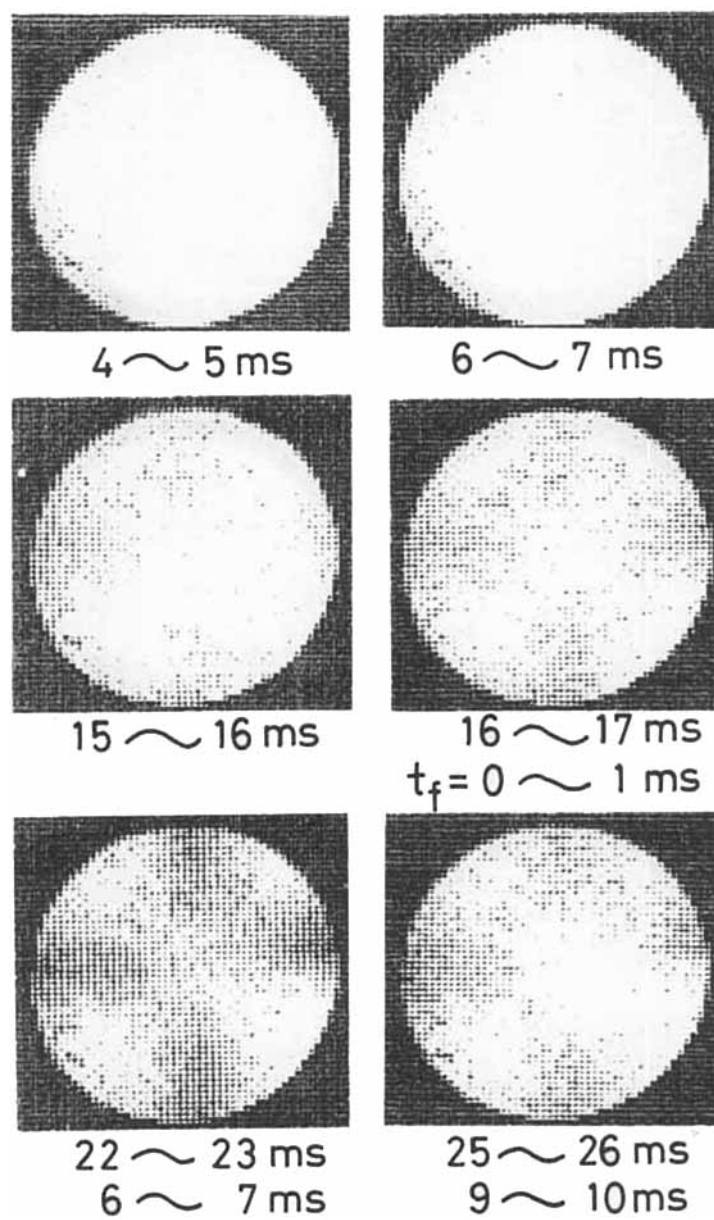 4 ～ 5 ms
6 ～ 7 ms
15 ～ 16 ms
16 ～ 17 ms
t_f = 0 ～ 1 ms
22 ～ 23 ms
6 ～ 7 ms
25 ～ 26 ms
9 ～ 10 ms